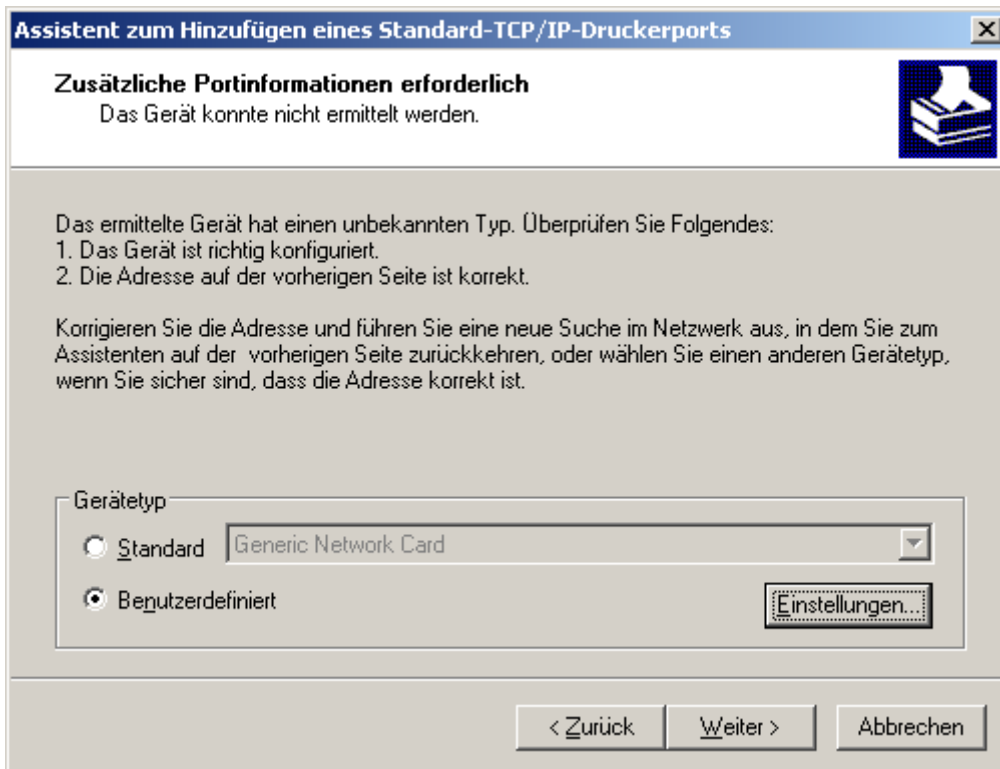 Assistent zum Hinzufügen eines Standard-TCP/IP-Druckerports
Zusätzliche Portinformationen erforderlich
Das Gerät konnte nicht ermittelt werden.
Das ermittelte Gerät hat einen unbekannten Typ. Überprüfen Sie Folgendes:
1. Das Gerät ist richtig konfiguriert.
2. Die Adresse auf der vorherigen Seite ist korrekt.
Korrigieren Sie die Adresse und führen Sie eine neue Suche im Netzwerk aus, in dem Sie zum
Assistenten auf der vorherigen Seite zurückkehren, oder wählen Sie einen anderen Gerätetyp,
wenn Sie sicher sind, dass die Adresse korrekt ist.
Gerätetyp
Standard Generic Network Card
Benutzerdefiniert Einstellungen...
< Zurück Weiter > Abbrechen